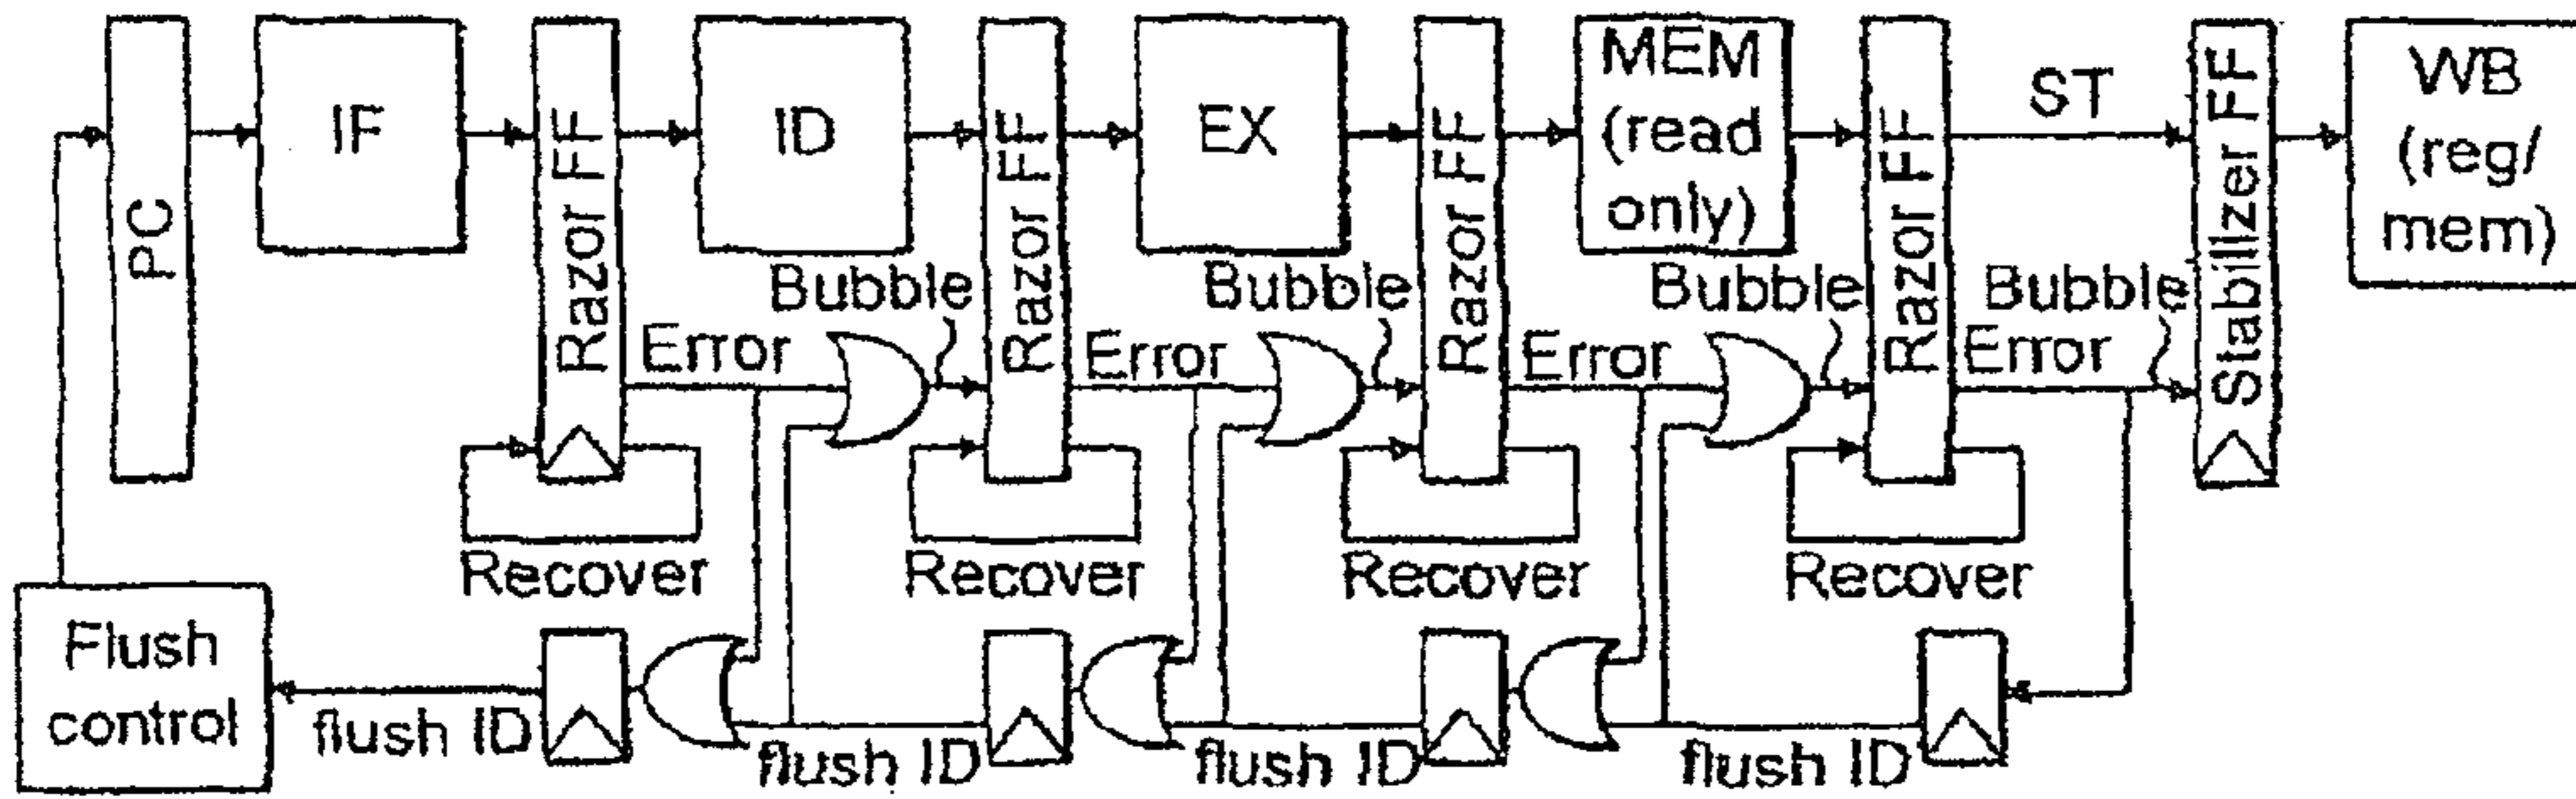 PC
IF
Razor FF
ID
Razor FF
EX
Razor FF
MEM
(read
only)
Razor FF
ST
Stabilizer FF
WB
(reg/
mem)
Error
Bubble
Error
Bubble
Error
Bubble
Error
Bubble
Recover
Recover
Recover
Recover
Flush
control
flush ID
flush ID
flush ID
flush ID